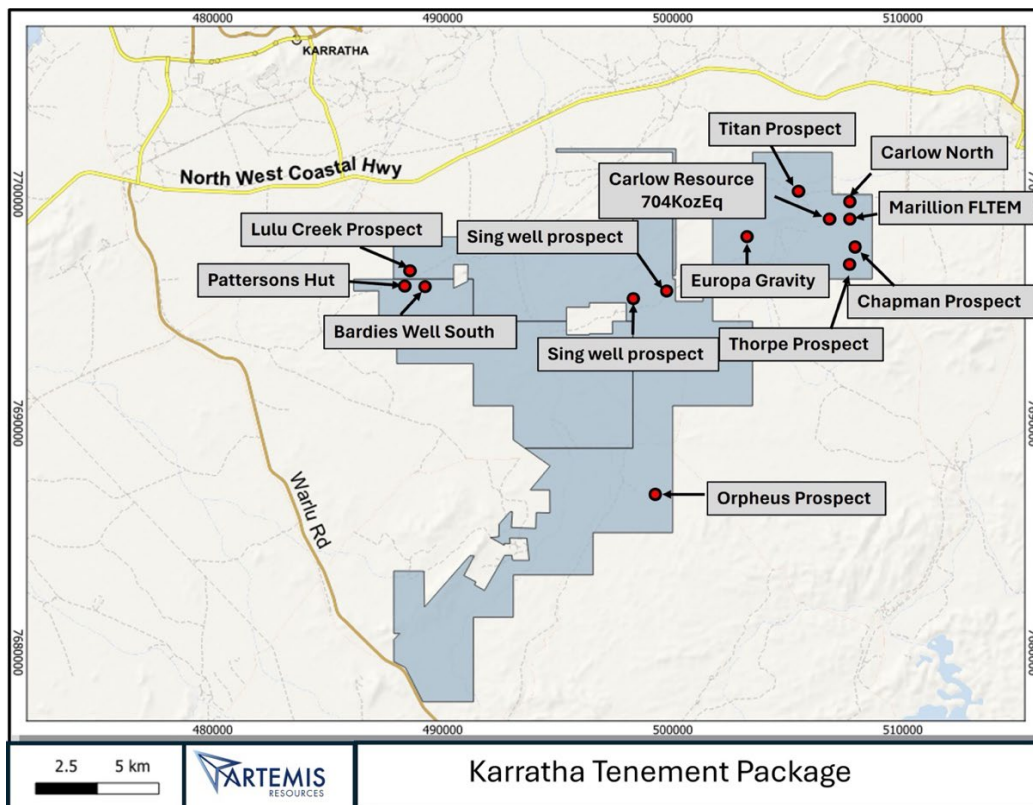 480000
490000
500000
510000
KARRATHA
North West Coastal Hwy
Titan Prospect
Carlow North
Carlow Resource
704KozEq
Marillion FLTEM
Lulu Creek Prospect
Sing well prospect
Pattersons Hut
Europa Gravity
Chapman Prospect
Bardies Well South
Sing well prospect
Thorpe Prospect
Orpheus Prospect
Warlu Rd
7700000
7690000
7680000
480000
490000
500000
510000
2.5
5 km
ARTEMIS
RESOURCES
Karratha Tenement Package